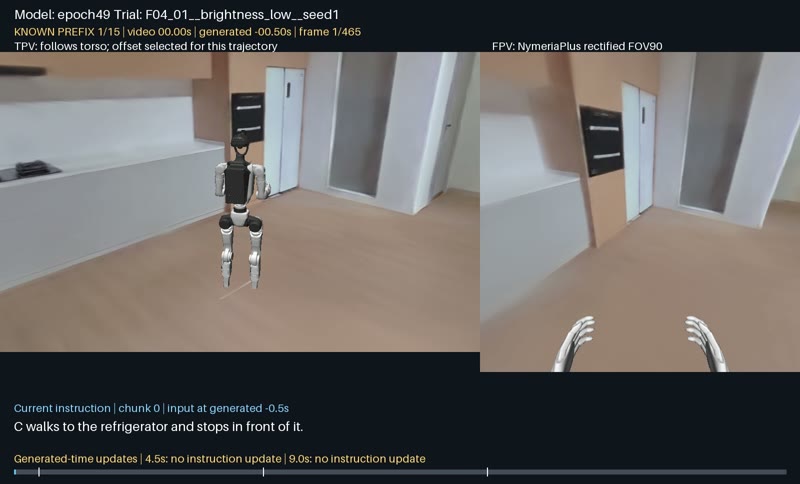 Model: epoch49 Trial: F04_01__brightness_low__seed1
KNOWN PREFIX 1/15 | video 00.00s | generated -00.50s | frame 1/465
TPV: follows torso; offset selected for this trajectory
FPV: NymeriaPlus rectified FOV90
Current instruction | chunk 0 | input at generated -0.5s
C walks to the refrigerator and stops in front of it.
Generated-time updates | 4.5s: no instruction update | 9.0s: no instruction update